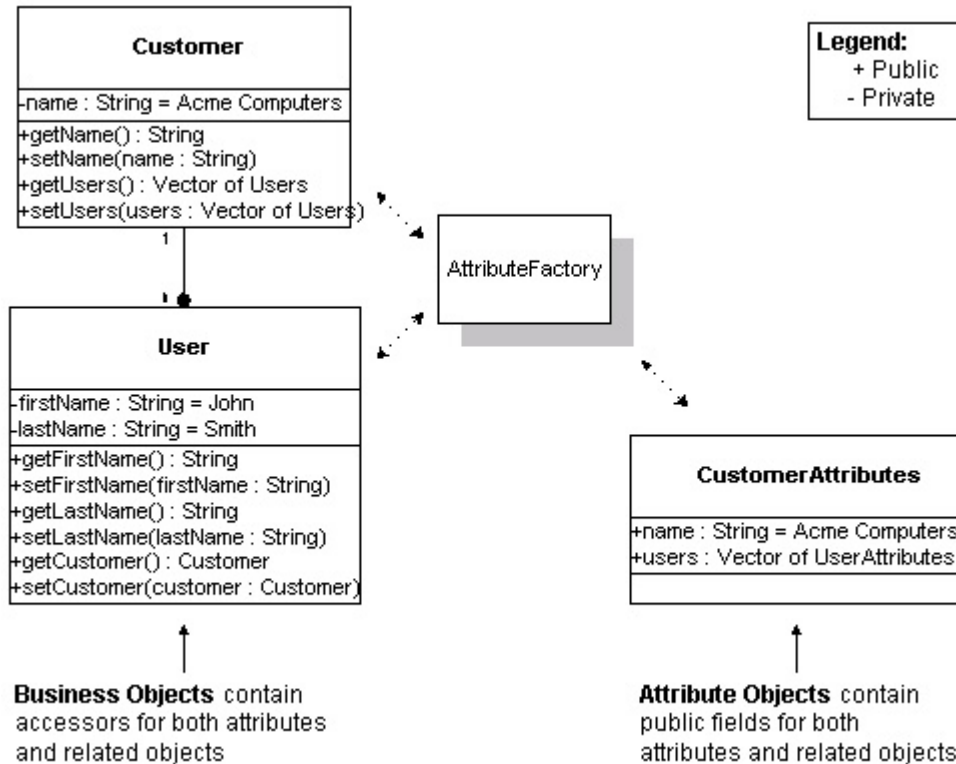 Customer
-name : String = Acme Computers
+getName() : String
+setName(name : String)
+getUsers() : Vector of Users
+setUsers(users : Vector of Users)
1
Legend:
+ Public
- Private
AttributeFactory
User
-firstName : String = John
-lastName : String = Smith
+getFirstName() : String
+setFirstName(firstName : String)
+getLastName() : String
+setLastName(lastName : String)
+getCustomer() : Customer
+setCustomer(customer : Customer)
CustomerAttributes
+name : String = Acme Computers
+users : Vector of UserAttributes
Business Objects contain
accessors for both attributes
and related objects
Attribute Objects contain
public fields for both
attributes and related objects